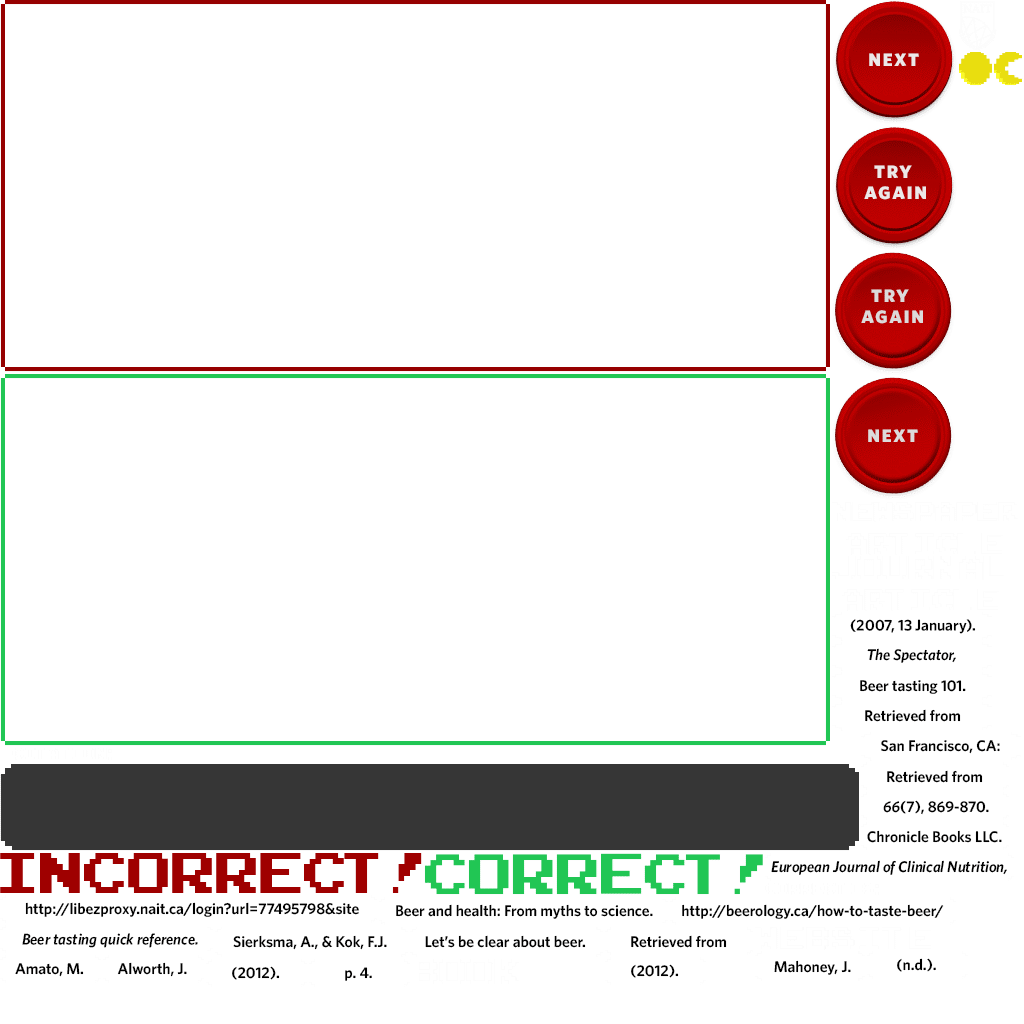 NEXT
TRY
AGAIN
TRY
AGAIN
NEXT
(2007, 13 January).
The Spectator,
Beer tasting 101.
Retrieved from
San Francisco, CA:
Retrieved from
66(7), 869-870.
Chronicle Books LLC.
INCORRECT! CORRECT! European Journal of Clinical Nutrition,
http://libezproxy.nait.ca/login?url=77495798&site Beer and health: From myths to science. http://beerology.ca/how-to-taste-beer/
Beer tasting quick reference. Sierksma, A., & Kok, F.J. Let's be clear about beer. Retrieved from
Amato, M. Alworth, J. (2012). p. 4. (2012). Mahoney, J. (n.d.).